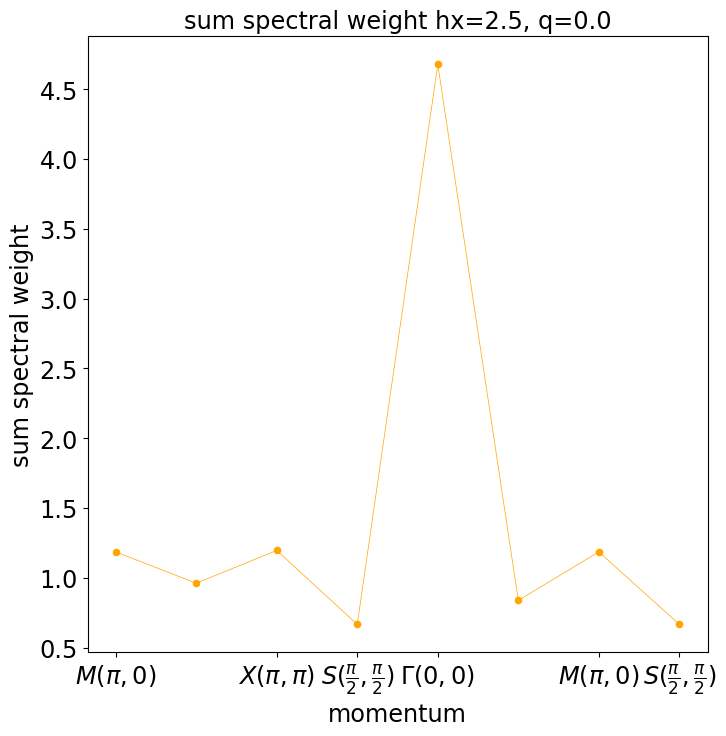 sum spectral weight hx=2.5, q=0.0
sum spectral weight
4.5
4.0
3.5
3.0
2.5
2.0
1.5
1.0
0.5
M(π, 0) X(π, π) S(π/2, π/2) Γ(0, 0) M(π, 0) S(π/2, π/2)
momentum